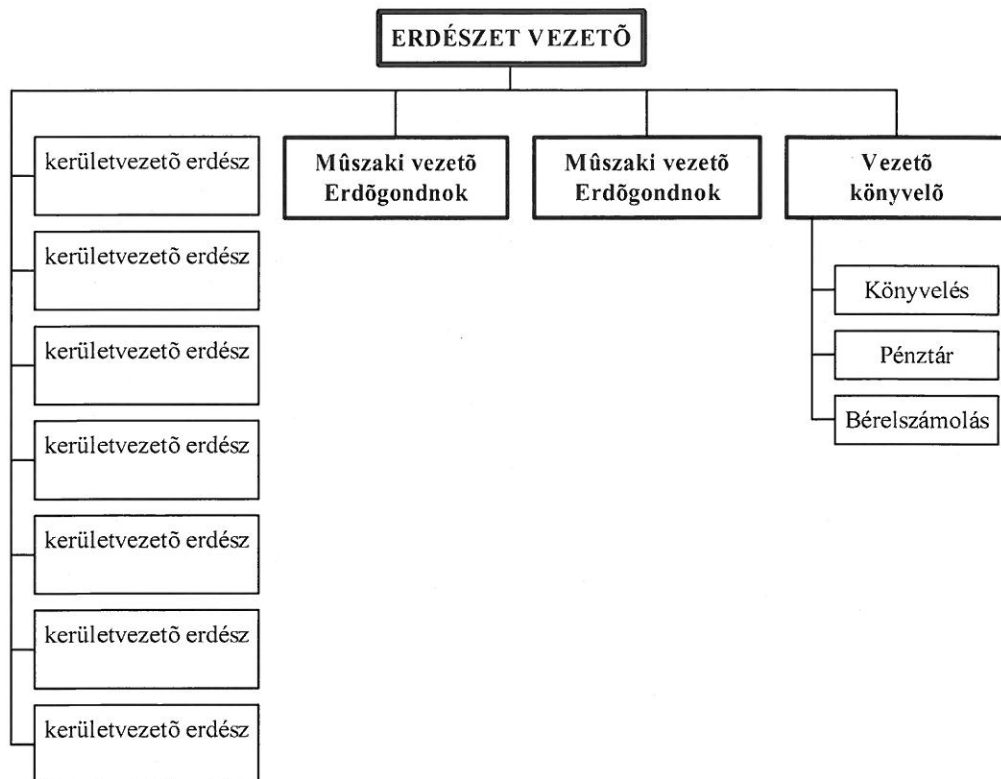 ERDÉSZET VEZETÕ
kerületvezetõ erdész
Mûszaki vezetõ
Erdõgondnok
Mûszaki vezetõ
Erdõgondnok
Vezetõ
könyvelõ
kerületvezetõ erdész
Könyvelés
kerületvezetõ erdész
Pénztár
kerületvezetõ erdész
Bérelszámolás
kerületvezetõ erdész
kerületvezetõ erdész
kerületvezetõ erdész